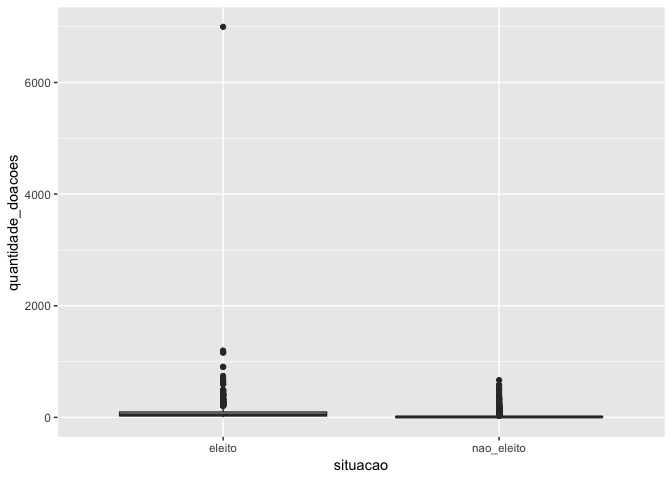 quantidade_doacoes
6000
4000
2000
0
eleito
nao_eleito
situacao